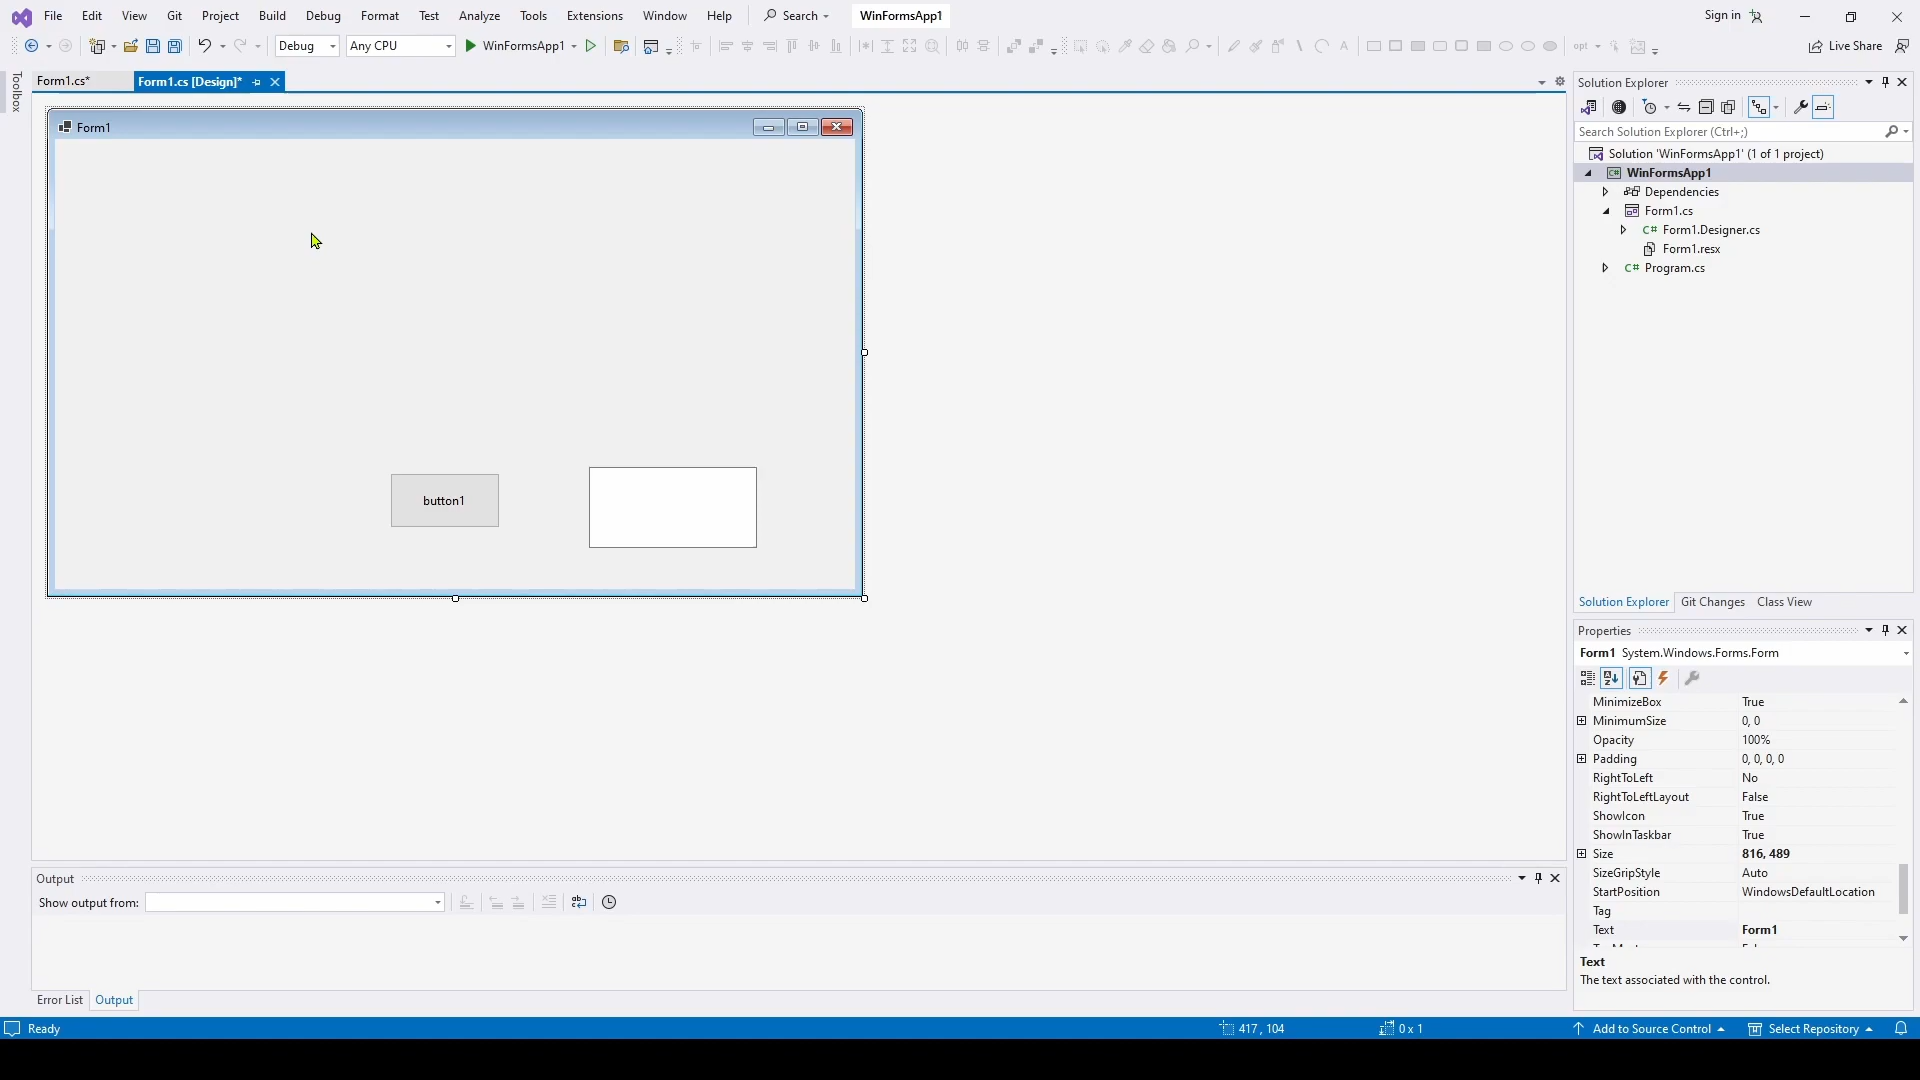 File Edit View Git Project Build Debug Format Test Analyze Tools Extensions Window Help Search WinFormsApp1 Sign in
Debug Any CPU WinFormsApp1 opt Live Share
Toolbox
Form1.cs* Form1.cs [Design]*
Form1
button1
Solution Explorer
Search Solution Explorer (Ctrl+;)
Solution 'WinFormsApp1' (1 of 1 project)
C# WinFormsApp1
Dependencies
Form1.cs
C# Form1.Designer.cs
Form1.resx
C# Program.cs
Solution Explorer Git Changes Class View
Properties
Form1 System.Windows.Forms.Form
MinimizeBox True
MinimumSize 0, 0
Opacity 100%
Padding 0, 0, 0, 0
RightToLeft No
RightToLeftLayout False
ShowIcon True
ShowInTaskbar True
Size 816, 489
SizeGripStyle Auto
StartPosition WindowsDefaultLocation
Tag
Text Form1
Text
The text associated with the control.
Output
Show output from:
Error List Output
Ready 417 , 104 0 x 1 Add to Source Control Select Repository